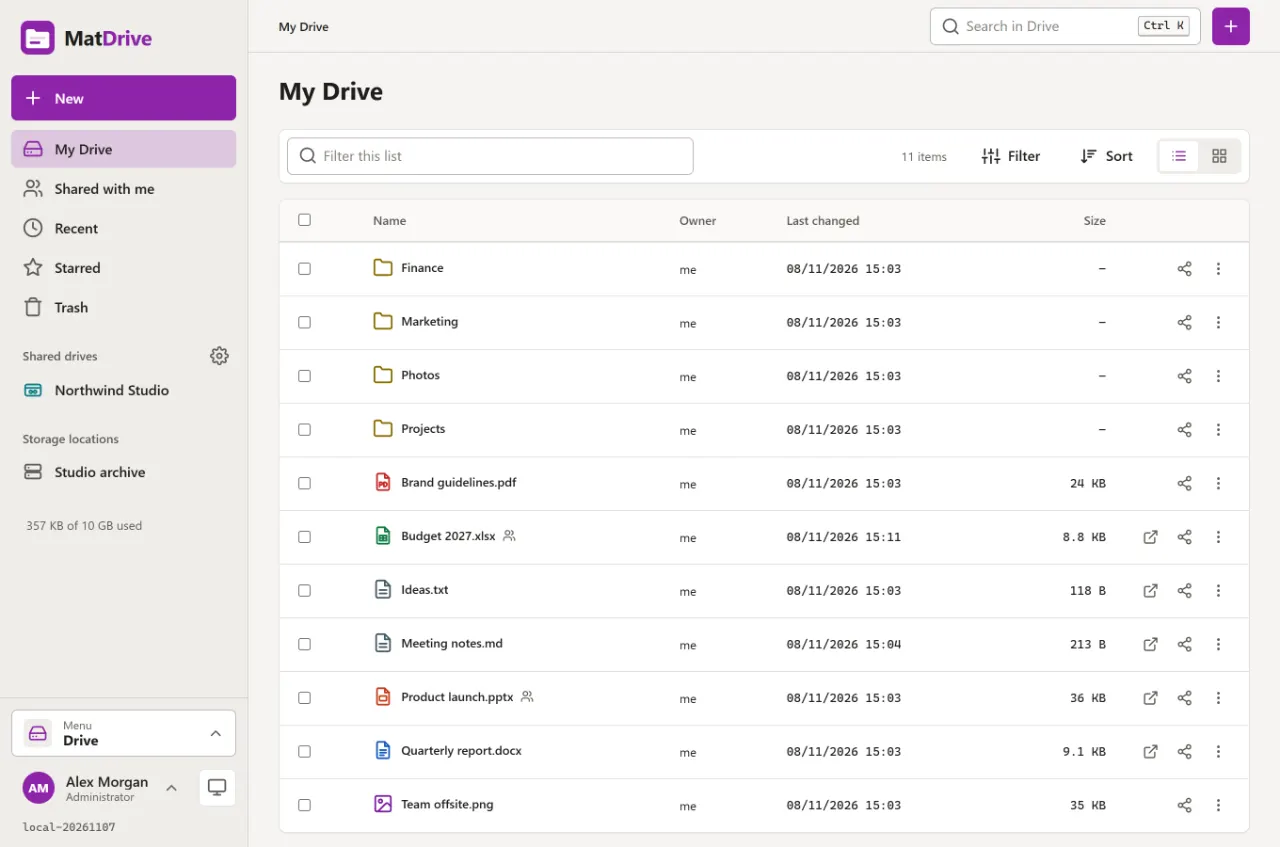 MatDrive
My Drive
Search in Drive
Ctrl K
New
My Drive
Shared with me
Recent
Starred
Trash
Shared drives
Northwind Studio
Storage locations
Studio archive
357 KB of 10 GB used
Menu
Drive
AM
Alex Morgan
Administrator
local-20261107
My Drive
Filter this list
11 items
Filter
Sort
Name Owner Last changed Size
Finance me 08/11/2026 15:03 –
Marketing me 08/11/2026 15:03 –
Photos me 08/11/2026 15:03 –
Projects me 08/11/2026 15:03 –
Brand guidelines.pdf me 08/11/2026 15:03 24 KB
Budget 2027.xlsx me 08/11/2026 15:11 8.8 KB
Ideas.txt me 08/11/2026 15:03 118 B
Meeting notes.md me 08/11/2026 15:04 213 B
Product launch.pptx me 08/11/2026 15:03 36 KB
Quarterly report.docx me 08/11/2026 15:03 9.1 KB
Team offsite.png me 08/11/2026 15:03 35 KB